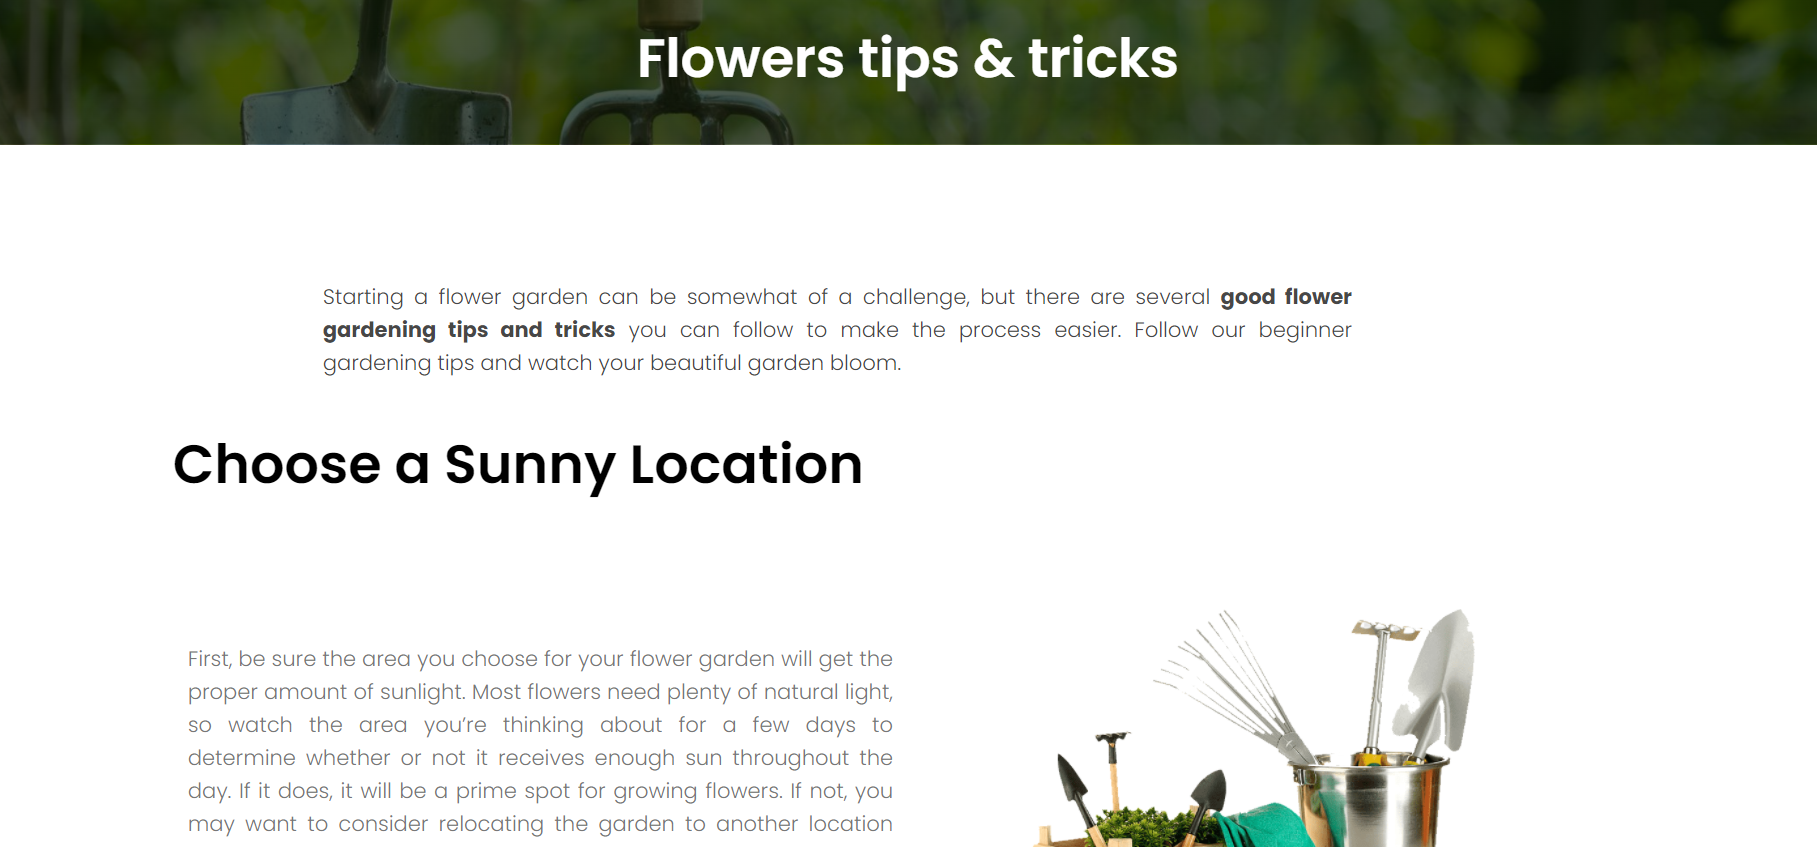 Flowers tips & tricks
Starting a flower garden can be somewhat of a challenge, but there are several good flower
gardening tips and tricks you can follow to make the process easier. Follow our beginner
gardening tips and watch your beautiful garden bloom.
Choose a Sunny Location
First, be sure the area you choose for your flower garden will get the
proper amount of sunlight. Most flowers need plenty of natural light,
so watch the area you’re thinking about for a few days to
determine whether or not it receives enough sun throughout the
day. If it does, it will be a prime spot for growing flowers. If not, you
may want to consider relocating the garden to another location